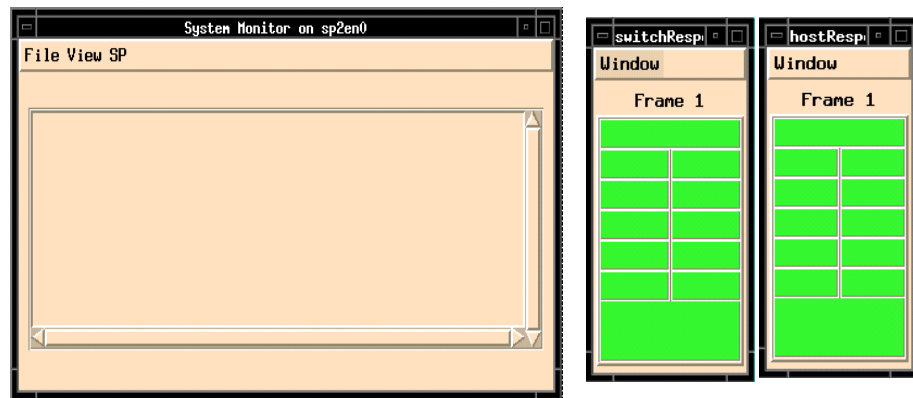 System Monitor on sp2en0
File View SP
switchResp
Window
Frame 1
hostResp
Window
Frame 1